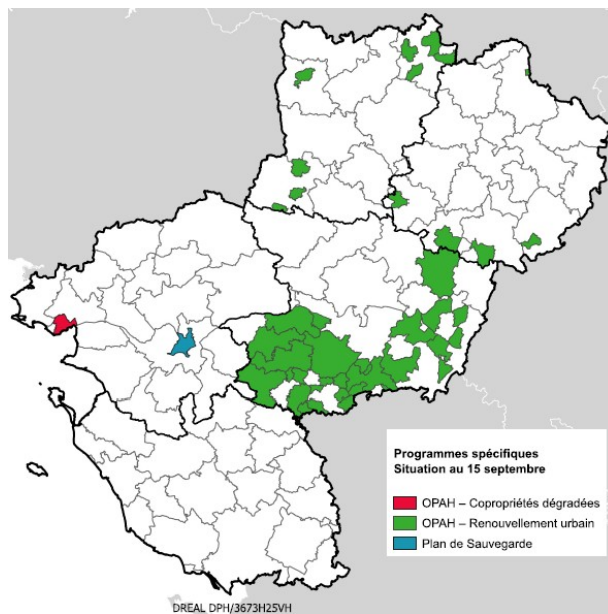 Programmes spécifiques
Situation au 15 septembre
OPAH – Copropriétés dégradées
OPAH – Renouvellement urbain
Plan de Sauvegarde
DREAL DPH/3673H25VH